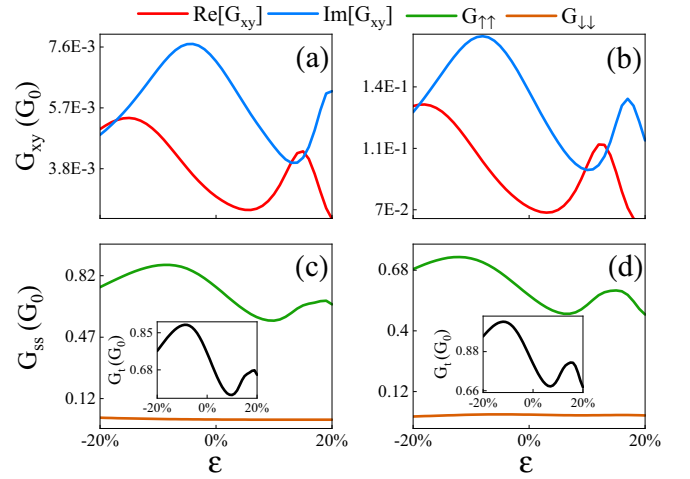 Re[Gxy] Im[Gxy] G↑↑ G↓↓
(a) (b)
Gxy (G0)
7.6E-3
5.7E-3
3.8E-3
1.4E-1
1.1E-1
7E-2
(c) (d)
Gss (G0)
0.82
0.47
0.12
Gt(G0)
0.85
0.68
-20% 0% 20%
0.68
0.4
0.12
Gt(G0)
0.88
0.66
-20% 0% 20%
-20% 0% 20%
-20% 0% 20%
ε ε